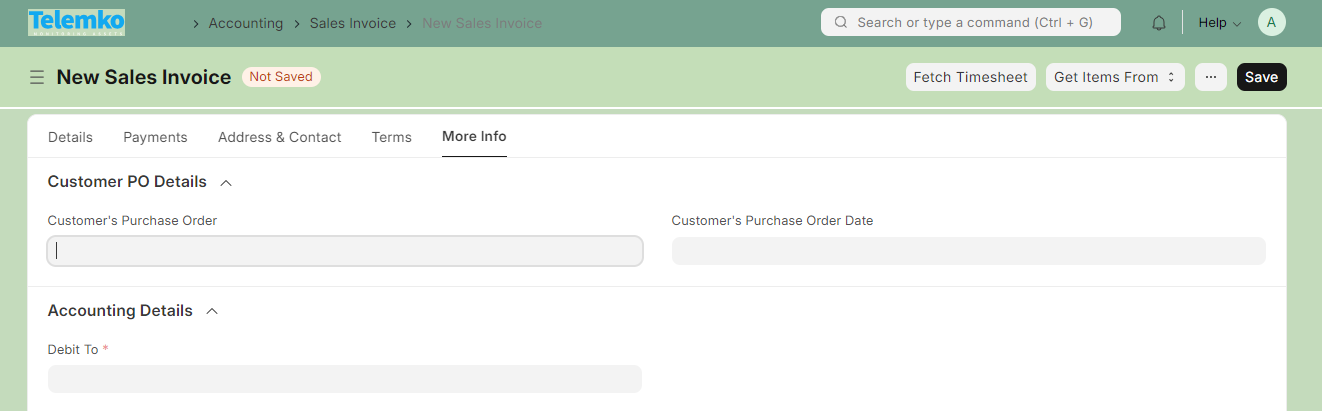 Telemko
MONITORING ASSETS
Accounting
Sales Invoice
New Sales Invoice
Search or type a command (Ctrl + G)
Help
A
New Sales Invoice
Not Saved
Fetch Timesheet
Get Items From
···
Save
Details
Payments
Address & Contact
Terms
More Info
Customer PO Details
Customer's Purchase Order
Customer's Purchase Order Date
Accounting Details
Debit To *